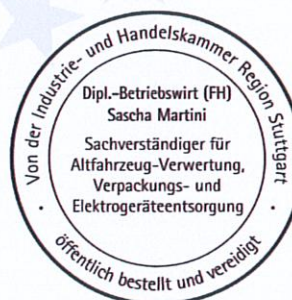 Von der Industrie- und Handelskammer Region Stuttgart
Dipl.-Betriebswirt (FH)
Sascha Martini
Sachverständiger für
Altfahrzeug-Verwertung,
Verpackungs- und
Elektrogeräteentsorgung
öffentlich bestellt und vereidigt